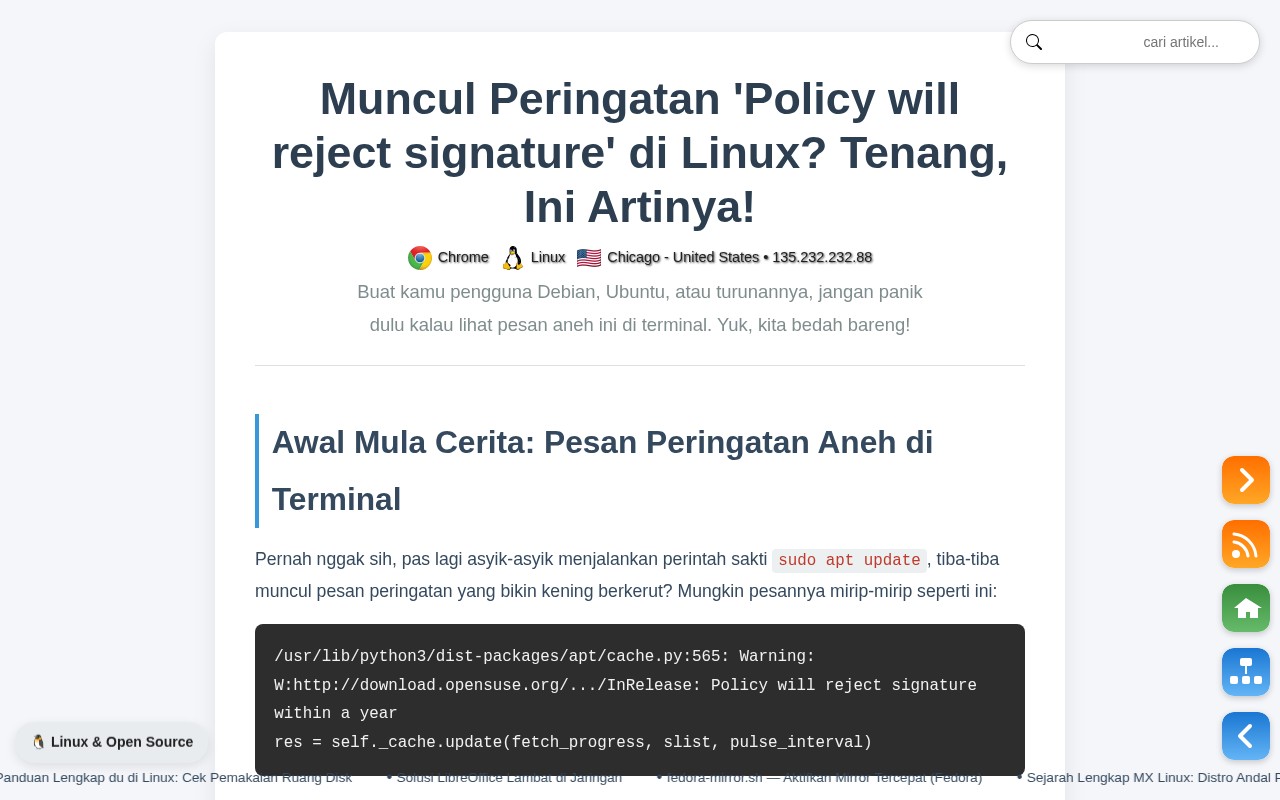 cari artikel...
Muncul Peringatan 'Policy will
reject signature' di Linux? Tenang,
Ini Artinya!
Chrome Linux Chicago - United States • 135.232.232.88
Buat kamu pengguna Debian, Ubuntu, atau turunannya, jangan panik
dulu kalau lihat pesan aneh ini di terminal. Yuk, kita bedah bareng!
Awal Mula Cerita: Pesan Peringatan Aneh di
Terminal
Pernah nggak sih, pas lagi asyik-asyik menjalankan perintah sakti sudo apt update, tiba-tiba
muncul pesan peringatan yang bikin kening berkerut? Mungkin pesannya mirip-mirip seperti ini:
/usr/lib/python3/dist-packages/apt/cache.py:565: Warning:
W:http://download.opensuse.org/.../InRelease: Policy will reject signature
within a year
res = self._cache.update(fetch_progress, slist, pulse_interval)
Linux & Open Source
Panduan Lengkap du di Linux: Cek Pemakaian Ruang Disk • Solusi LibreOffice Lambat di Jaringan • fedora-mirror.sh — Aktifkan Mirror Tercepat (Fedora) • Sejarah Lengkap MX Linux: Distro Andal